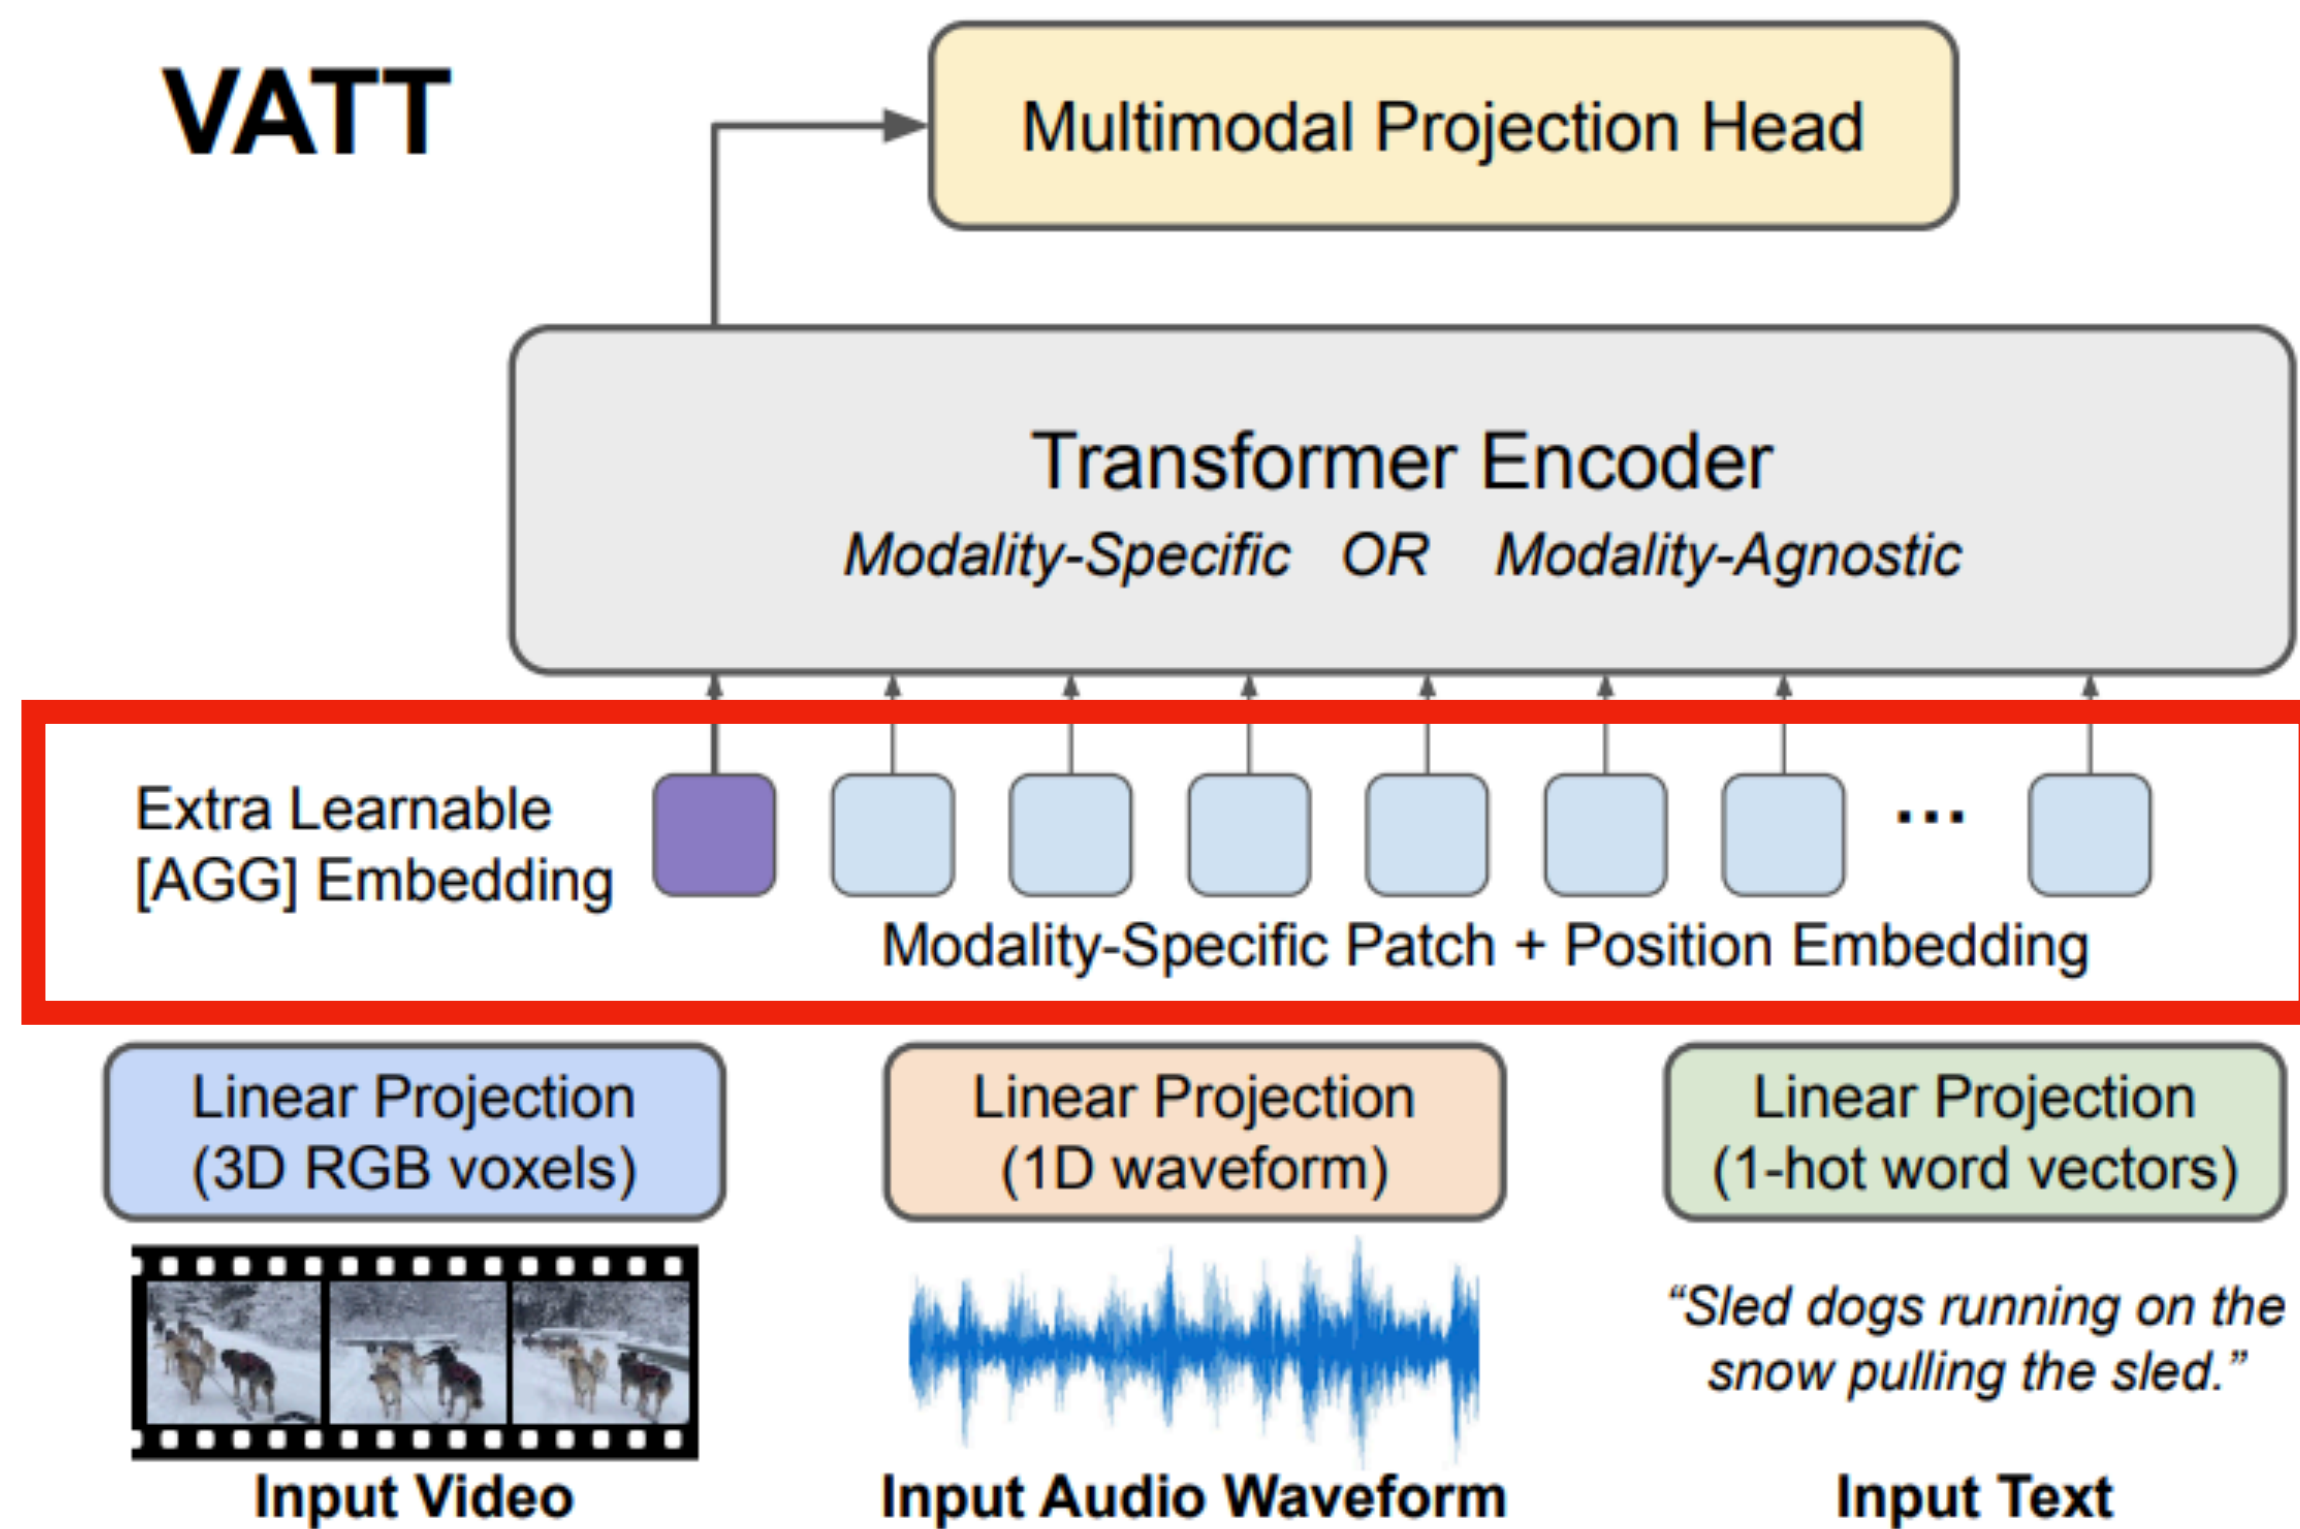 VATT
Multimodal Projection Head
Transformer Encoder
Modality-Specific OR Modality-Agnostic
Extra Learnable
[AGG] Embedding
...
Modality-Specific Patch + Position Embedding
Linear Projection
(3D RGB voxels)
Linear Projection
(1D waveform)
Linear Projection
(1-hot word vectors)
“Sled dogs running on the
snow pulling the sled.”
Input Video
Input Audio Waveform
Input Text